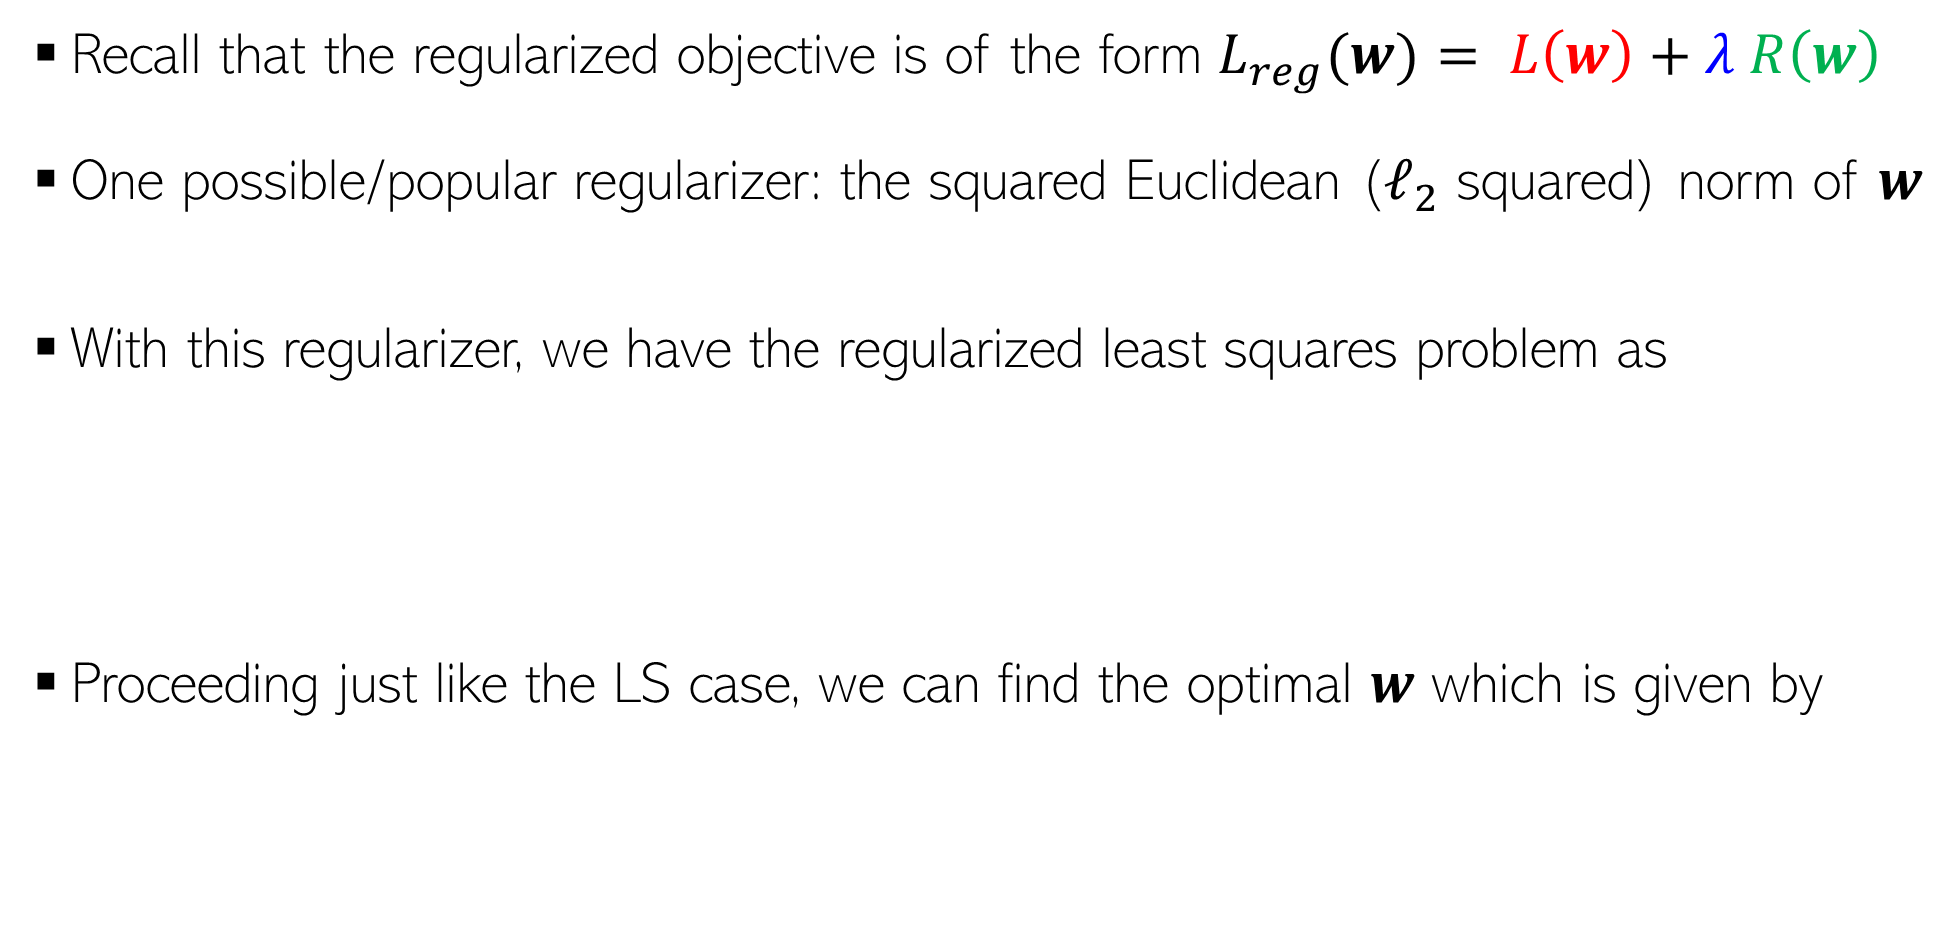 ▪ Recall that the regularized objective is of the form L_reg(w) = L(w) + λ R(w)
▪ One possible/popular regularizer: the squared Euclidean (ℓ₂ squared) norm of w
▪ With this regularizer, we have the regularized least squares problem as
▪ Proceeding just like the LS case, we can find the optimal w which is given by